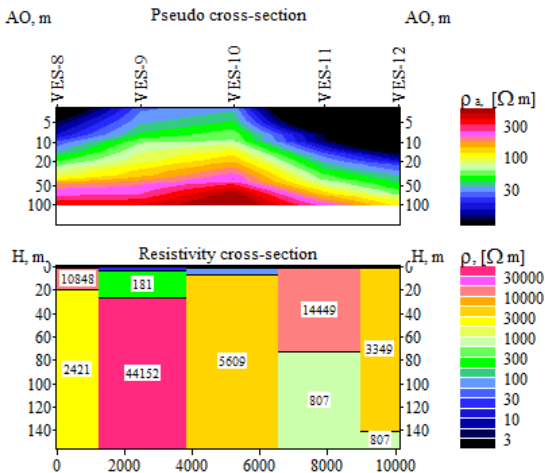 AO, m Pseudo cross-section AO, m
VES-8 VES-9 VES-10 VES-11 VES-12
ρ a, [Ω m]
5 5 300
10 10
20 20 100
50 50 30
100 100
H, m Resistivity cross-section H, m ρ, [Ω m]
0 0 30000
10848 181 14449
20 20 10000
40 40 3000
60 60 1000
3349
80 80 300
2421 44152 5609
100 100 100
807
120 120 30
140 140 10
807
3
0 2000 4000 6000 8000 10000